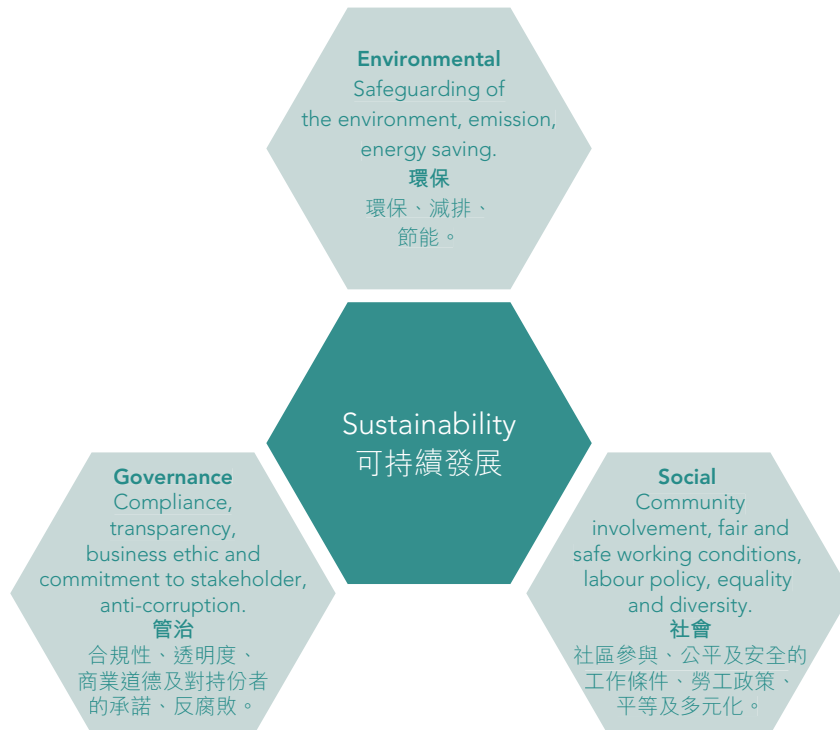 Environmental
Safeguarding of
the environment, emission,
energy saving.
環保
環保、減排、
節能。
Sustainability
可持續發展
Governance
Compliance,
transparency,
business ethic and
commitment to stakeholder,
anti-corruption.
管治
合規性、透明度、
商業道德及對持份者
的承諾、反腐敗。
Social
Community
involvement, fair and
safe working conditions,
labour policy, equality
and diversity.
社會
社區參與、公平及安全的
工作條件、勞工政策、
平等及多元化。